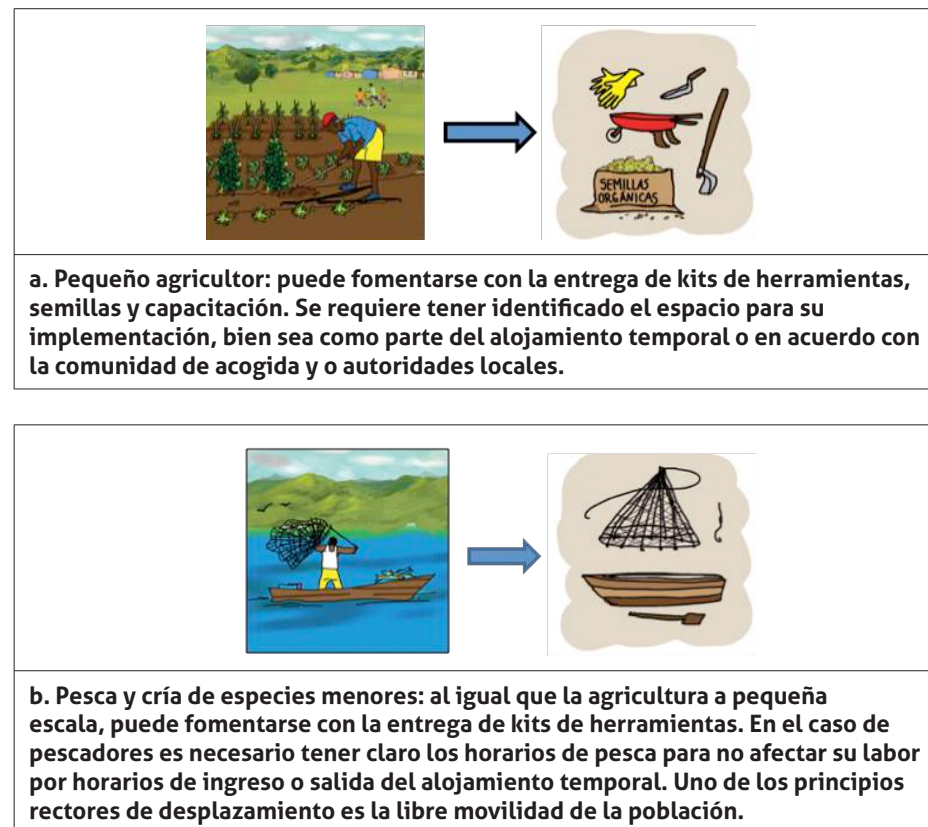 SEMILLAS
ORGÁNICAS
a. Pequeño agricultor: puede fomentarse con la entrega de kits de herramientas,
semillas y capacitación. Se requiere tener identificado el espacio para su
implementación, bien sea como parte del alojamiento temporal o en acuerdo con
la comunidad de acogida y o autoridades locales.
b. Pesca y cría de especies menores: al igual que la agricultura a pequeña
escala, puede fomentarse con la entrega de kits de herramientas. En el caso de
pescadores es necesario tener claro los horarios de pesca para no afectar su labor
por horarios de ingreso o salida del alojamiento temporal. Uno de los principios
rectores de desplazamiento es la libre movilidad de la población.